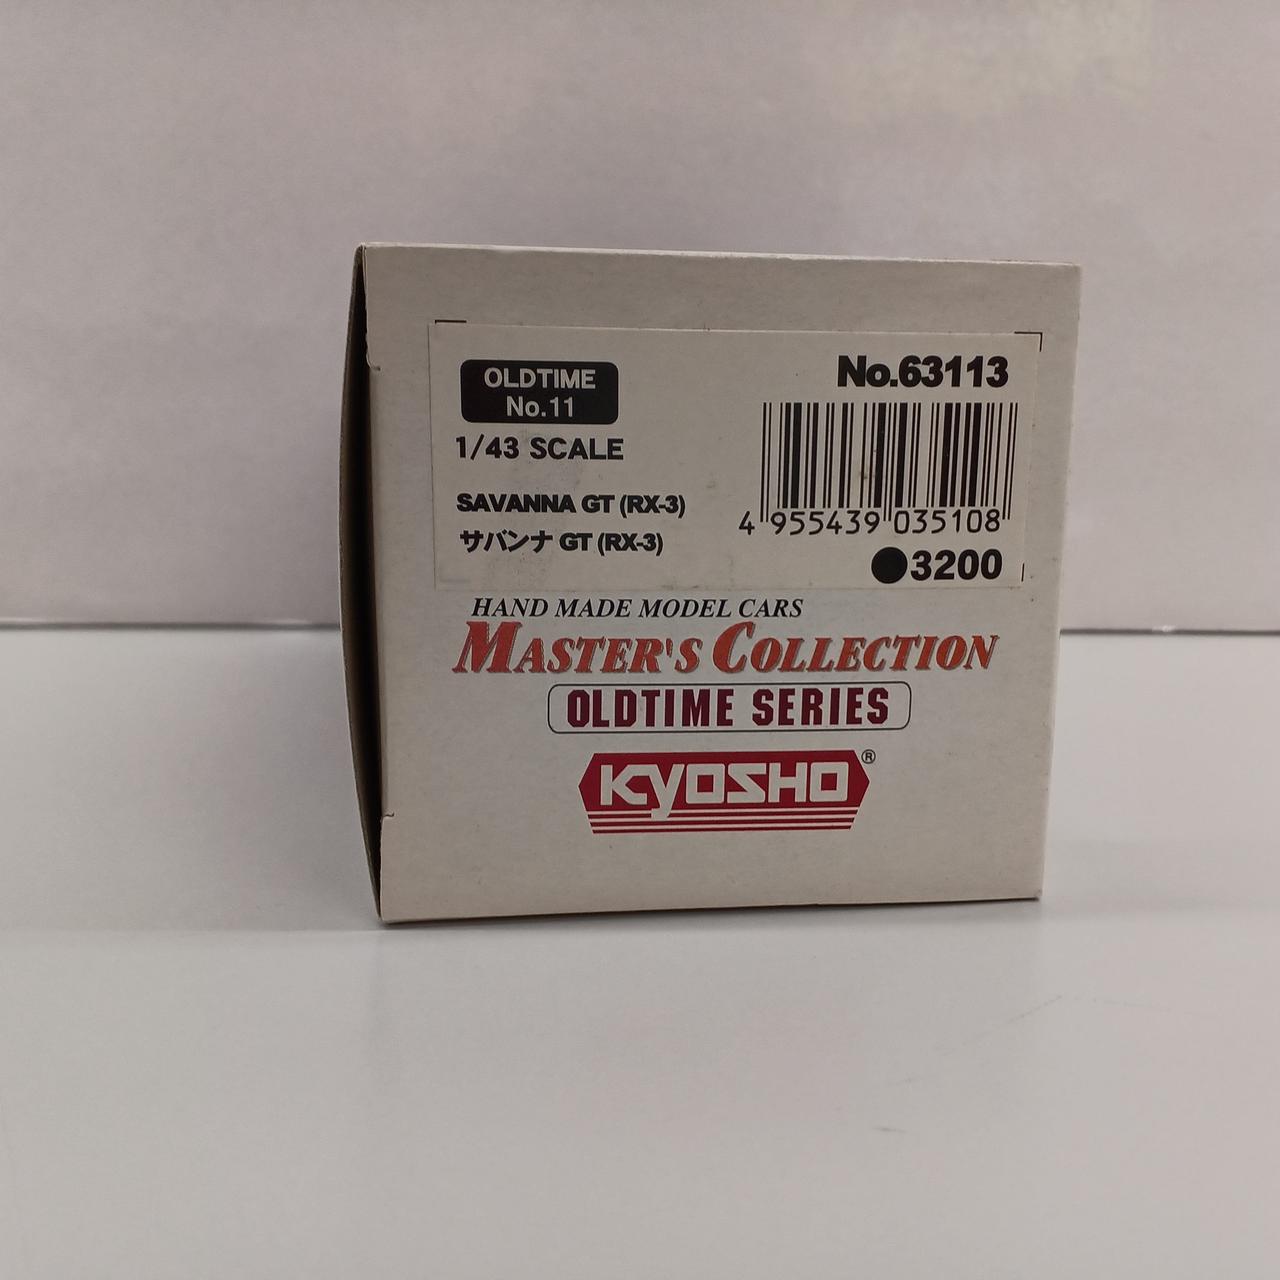 OLDTIME
No.11
No.63113
1/43 SCALE
SAVANNA GT (RX-3)
サバンナ GT (RX-3)
4 955439 035108
●3200
HAND MADE MODEL CARS
MASTER'S COLLECTION
OLDTIME SERIES
KYOSHO®